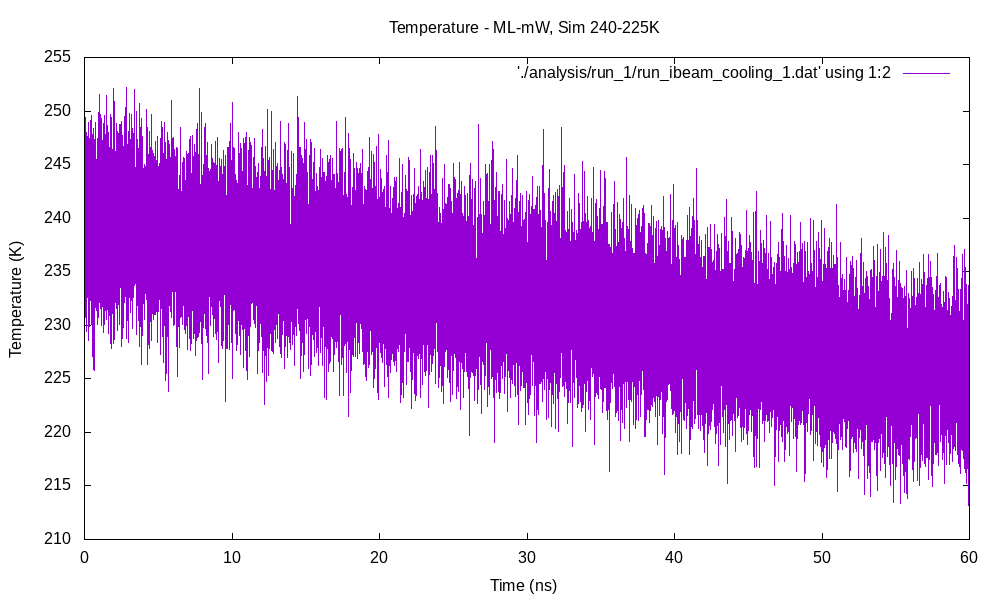 Temperature - ML-mW, Sim 240-225K
'./analysis/run_1/run_ibeam_cooling_1.dat' using 1:2
255
250
245
240
235
230
225
220
215
210
Temperature (K)
0 10 20 30 40 50 60
Time (ns)